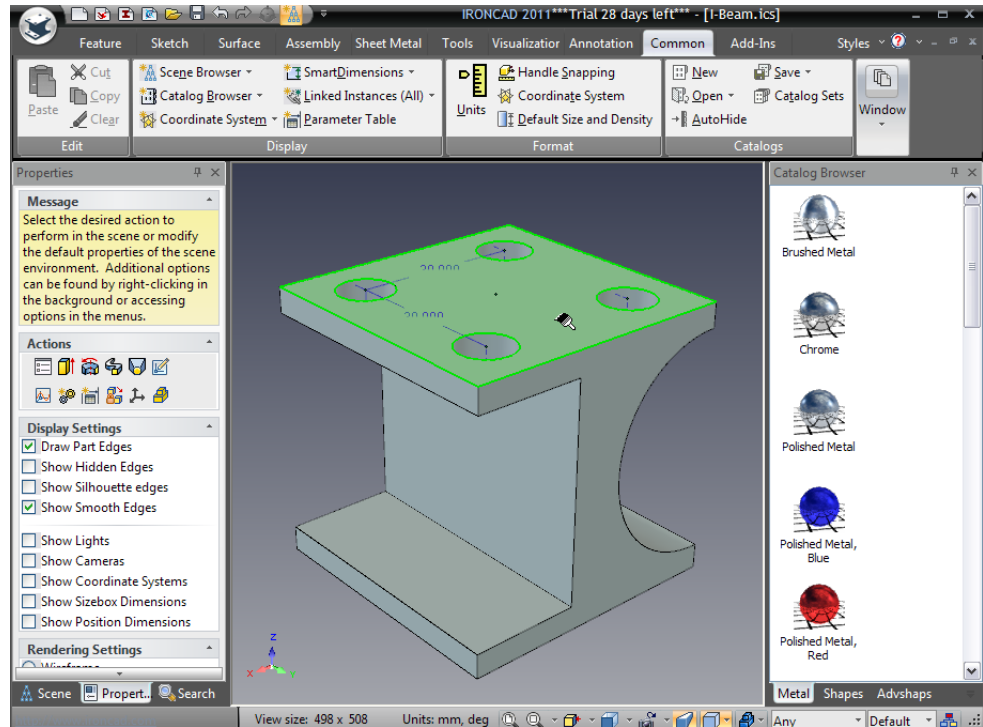 IRONCAD 2011***Trial 28 days left*** - [I-Beam.ics]
Feature Sketch Surface Assembly Sheet Metal Tools Visualization Annotation Common Add-Ins Styles
Paste
Cut
Copy
Clear
Edit
Scene Browser
Catalog Browser
Coordinate System
SmartDimensions
Linked Instances (All)
Parameter Table
Display
Units
Handle Snapping
Coordinate System
Default Size and Density
Format
New
Open
AutoHide
Save
Catalog Sets
Catalogs
Window
Properties
Message
Select the desired action to
perform in the scene or modify
the default properties of the scene
environment. Additional options
can be found by right-clicking in
the background or accessing
options in the menus.
Actions
Display Settings
Draw Part Edges
Show Hidden Edges
Show Silhouette edges
Show Smooth Edges
Show Lights
Show Cameras
Show Coordinate Systems
Show Sizebox Dimensions
Show Position Dimensions
Rendering Settings
Wireframe
Scene Propert... Search
z
x
Catalog Browser
Brushed Metal
Chrome
Polished Metal
Polished Metal,
Blue
Polished Metal,
Red
Metal Shapes Advshaps
View size: 498 x 508 Units: mm, deg Any Default